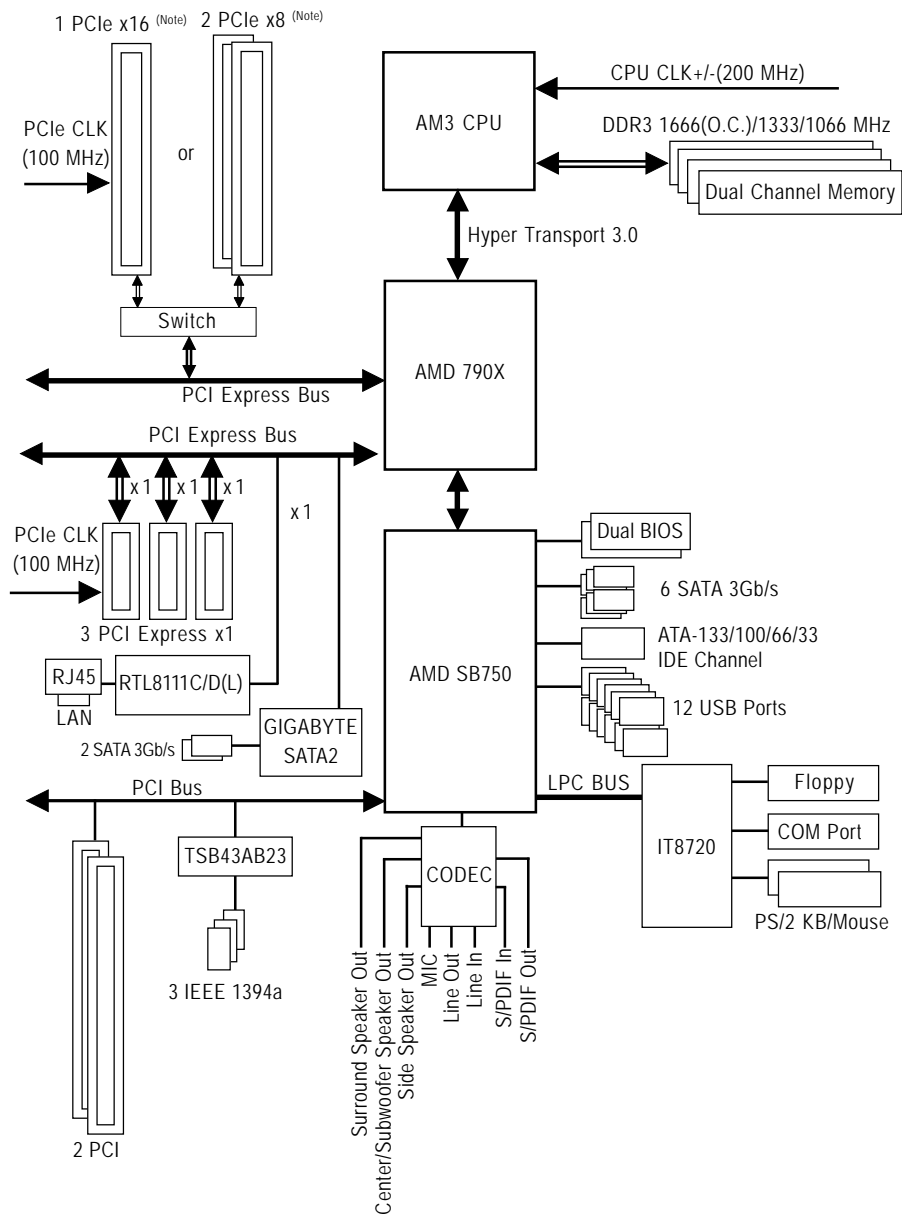 1 PCIe x16 (Note)
2 PCIe x8 (Note)
PCIe CLK
(100 MHz)
or
Switch
AM3 CPU
CPU CLK+/-(200 MHz)
DDR3 1666(O.C.)/1333/1066 MHz
Dual Channel Memory
Hyper Transport 3.0
AMD 790X
PCI Express Bus
PCI Express Bus
x1
x1
x1
x1
PCIe CLK
(100 MHz)
3 PCI Express x1
RJ45
LAN
RTL8111C/D(L)
2 SATA 3Gb/s
GIGABYTE
SATA2
AMD SB750
Dual BIOS
6 SATA 3Gb/s
ATA-133/100/66/33
IDE Channel
12 USB Ports
PCI Bus
LPC BUS
IT8720
Floppy
COM Port
PS/2 KB/Mouse
TSB43AB23
3 IEEE 1394a
2 PCI
CODEC
Surround Speaker Out
Center/Subwoofer Speaker Out
Side Speaker Out
MIC
Line Out
Line In
S/PDIF In
S/PDIF Out